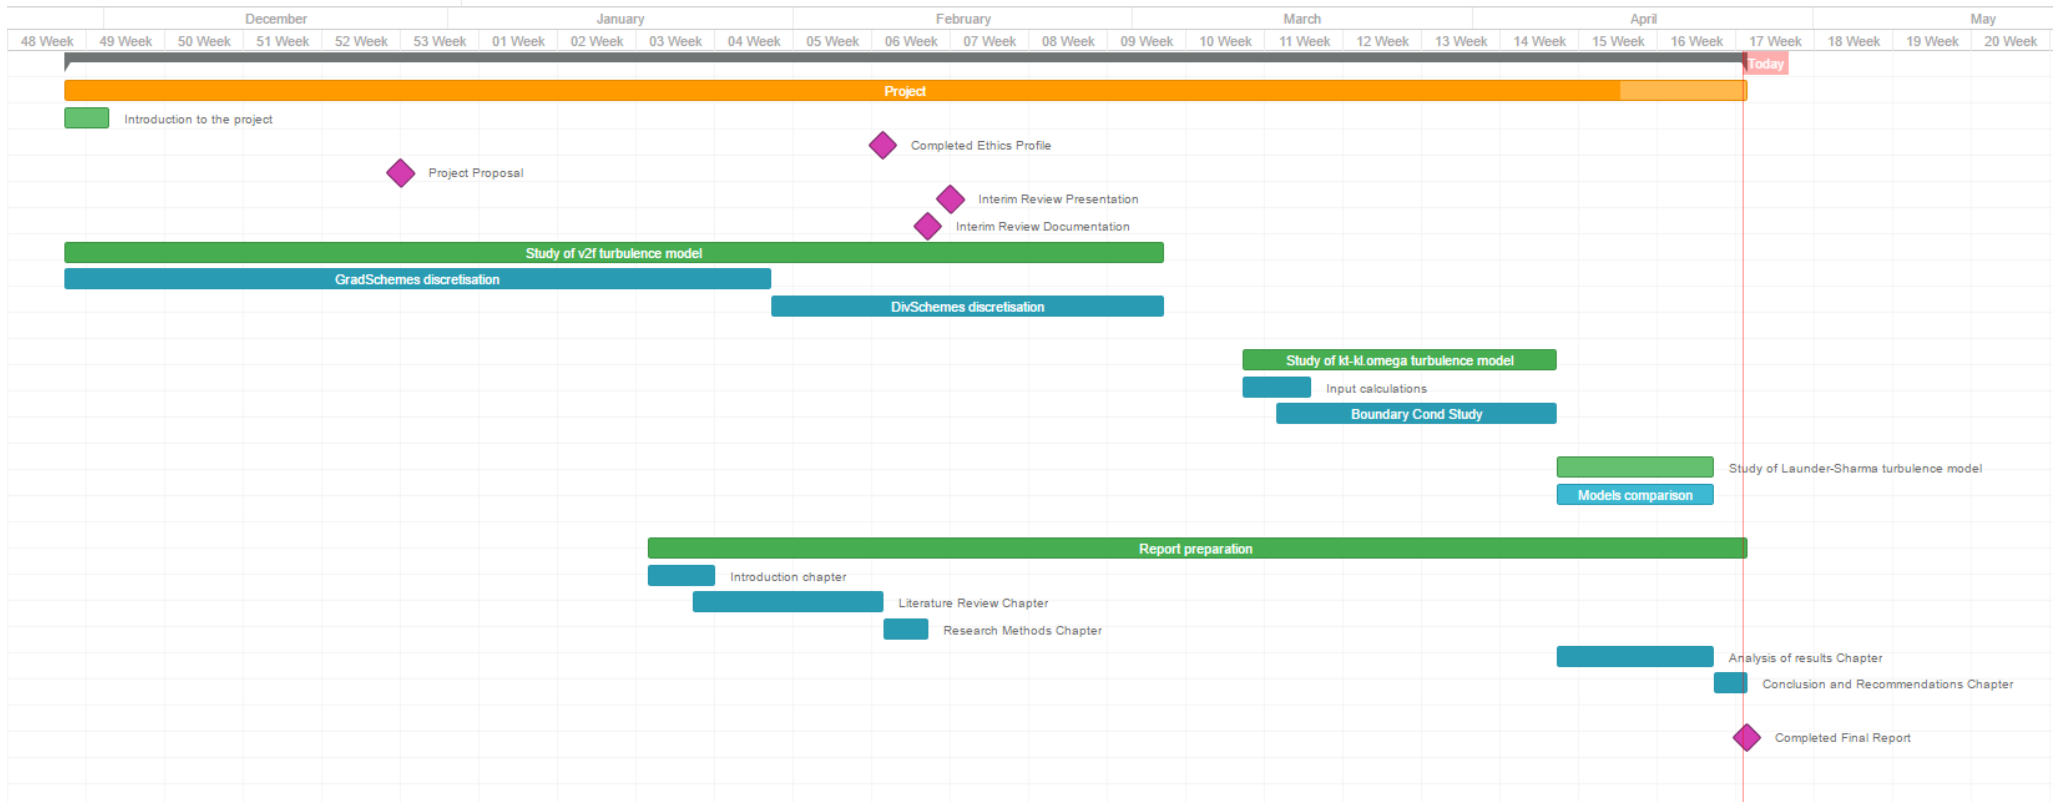 December January February March April May
48 Week 49 Week 50 Week 51 Week 52 Week 53 Week 01 Week 02 Week 03 Week 04 Week 05 Week 06 Week 07 Week 08 Week 09 Week 10 Week 11 Week 12 Week 13 Week 14 Week 15 Week 16 Week 17 Week 18 Week 19 Week 20 Week
Today
Project
Introduction to the project
Completed Ethics Profile
Project Proposal
Interim Review Presentation
Interim Review Documentation
Study of v2f turbulence model
GradSchemes discretisation
DivSchemes discretisation
Study of kt-kl.omega turbulence model
Input calculations
Boundary Cond Study
Study of Launder-Sharma turbulence model
Models comparison
Report preparation
Introduction chapter
Literature Review Chapter
Research Methods Chapter
Analysis of results Chapter
Conclusion and Recommendations Chapter
Completed Final Report